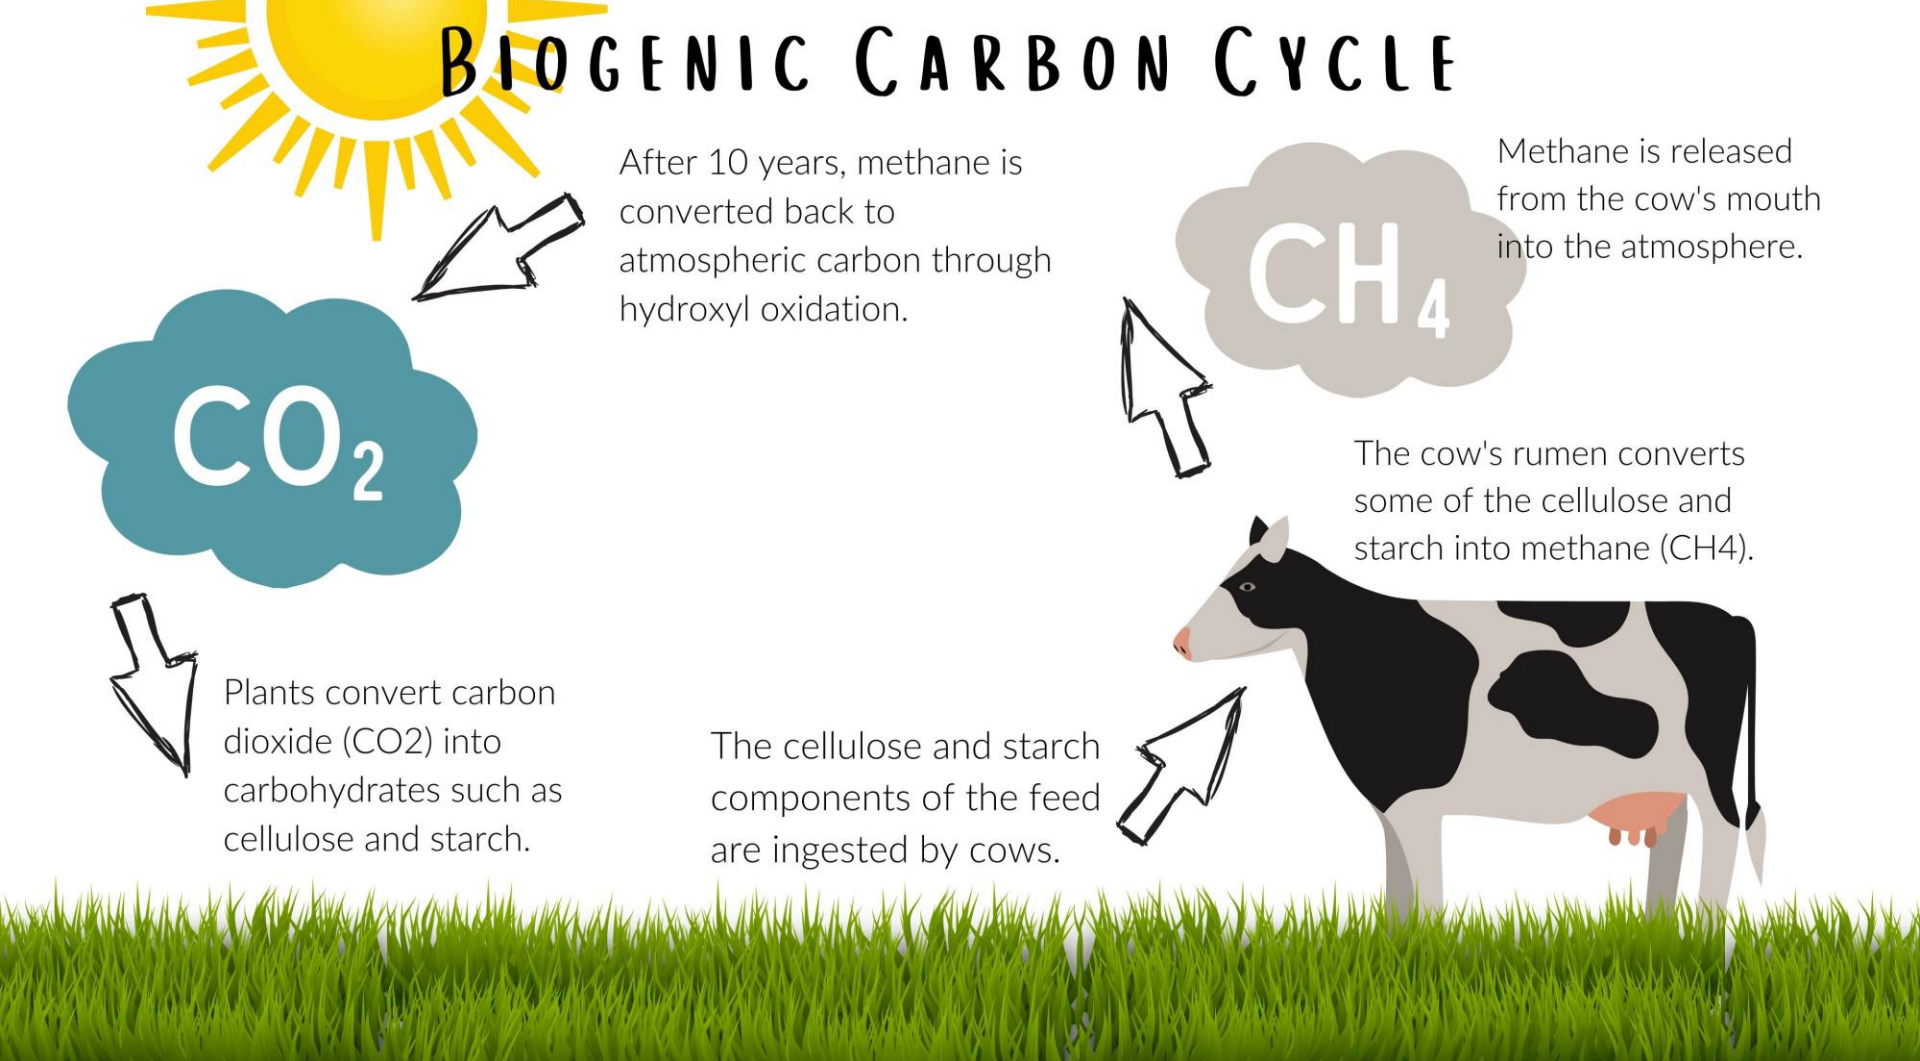 BIOGENIC CARBON CYCLE
After 10 years, methane is
converted back to
atmospheric carbon through
hydroxyl oxidation.
Methane is released
from the cow's mouth
into the atmosphere.
CH4
CO2
The cow's rumen converts
some of the cellulose and
starch into methane (CH4).
Plants convert carbon
dioxide (CO2) into
carbohydrates such as
cellulose and starch.
The cellulose and starch
components of the feed
are ingested by cows.